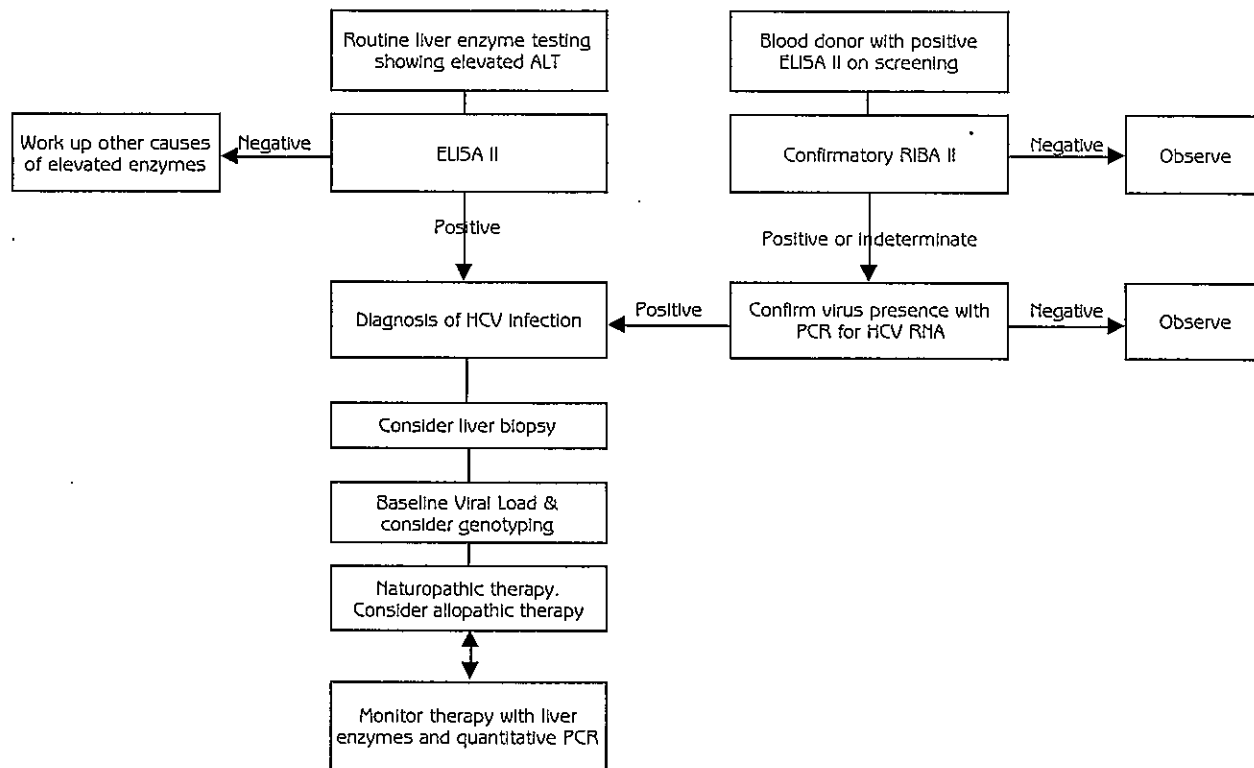 Routine liver enzyme testing
showing elevated ALT
Blood donor with positive
ELISA II on screening
Work up other causes
of elevated enzymes
Negative
ELISA II
Confirmatory RIBA II
Negative
Observe
Positive
Positive or indeterminate
Diagnosis of HCV infection
Positive
Confirm virus presence with
PCR for HCV RNA
Negative
Observe
Consider liver biopsy
Baseline Viral Load &
consider genotyping
Naturopathic therapy.
Consider allopathic therapy
Monitor therapy with liver
enzymes and quantitative PCR